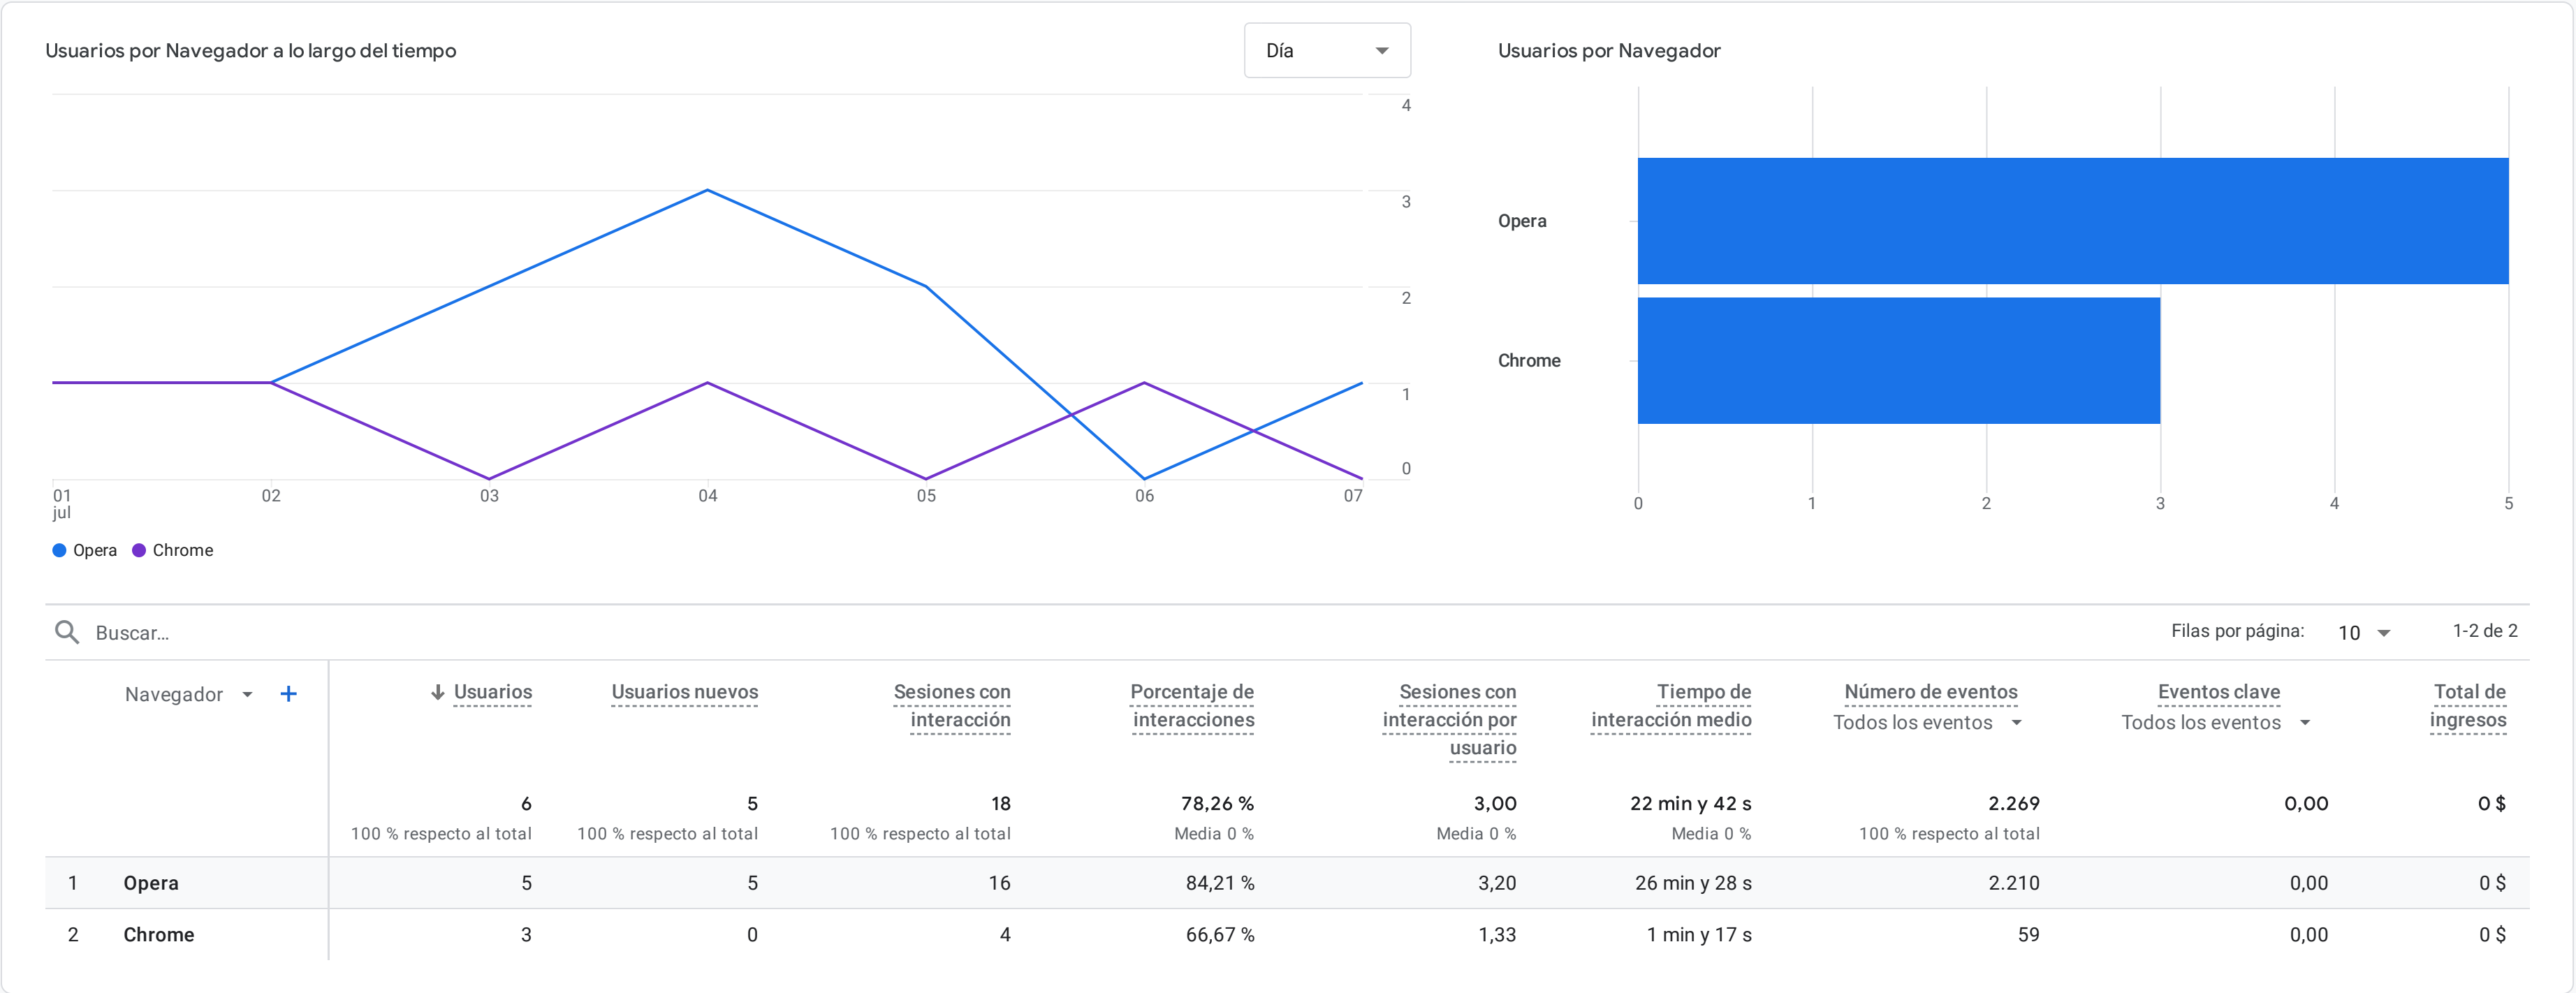 Usuarios por Navegador a lo largo del tiempo
Día
4
3
2
1
0
01
jul
02
03
04
05
06
07
Opera
Chrome
Usuarios por Navegador
Opera
Chrome
0
1
2
3
4
5
Buscar...
Filas por página:
10
1-2 de 2
Navegador
+
Usuarios
Usuarios nuevos
Sesiones con
interacción
Porcentaje de
interacciones
Sesiones con
interacción por
usuario
Tiempo de
interacción medio
Número de eventos
Todos los eventos
Eventos clave
Todos los eventos
Total de
ingresos
6
100 % respecto al total
5
100 % respecto al total
18
100 % respecto al total
78,26 %
Media 0 %
3,00
Media 0 %
22 min y 42 s
Media 0 %
2.269
100 % respecto al total
0,00
0 $
1 Opera 5 5 16 84,21 % 3,20 26 min y 28 s 2.210 0,00 0 $
2 Chrome 3 0 4 66,67 % 1,33 1 min y 17 s 59 0,00 0 $